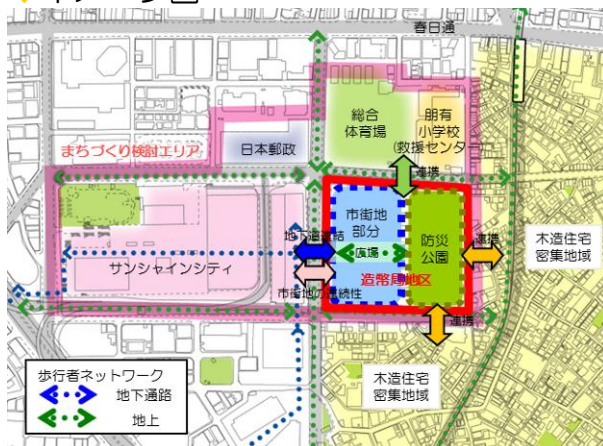 春日通
総合
体育場
朋有
小学校
(救援センター)
日本郵政
まちづくり検討エリア
連携
市街地
部分
防災
公園
地下道連結
広場
連携
木造住宅
密集地域
サンシャインシティ
造幣局地区
市街地の連続性
連携
木造住宅
密集地域
歩行者ネットワーク
地下通路
地上